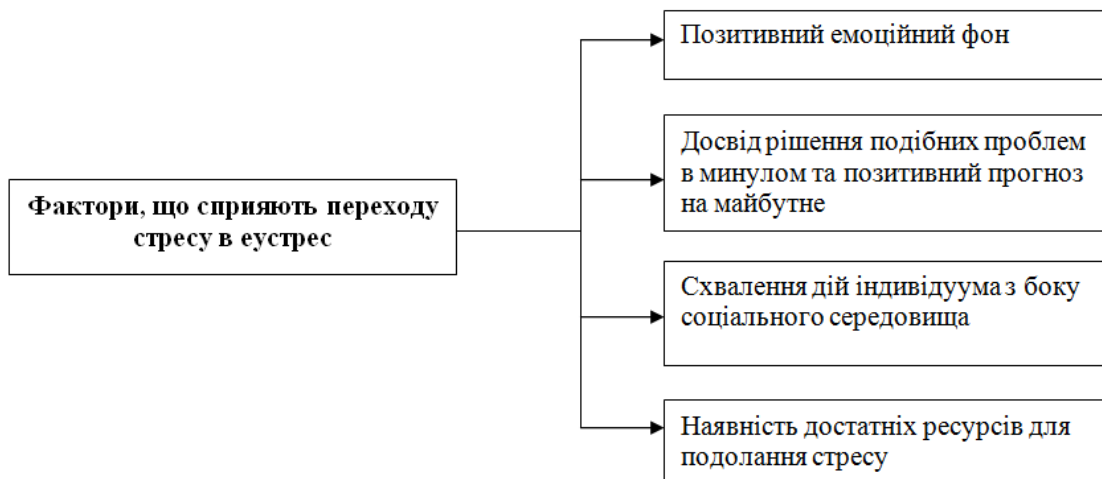 Фактори, що сприяють переходу
стресу в еустрес
Позитивний емоційний фон
Досвід рішення подібних проблем
в минулом та позитивний прогноз
на майбутне
Схвалення дій індивідуума з боку
соціального середовища
Наявність достатніх ресурсів для
подолання стресу